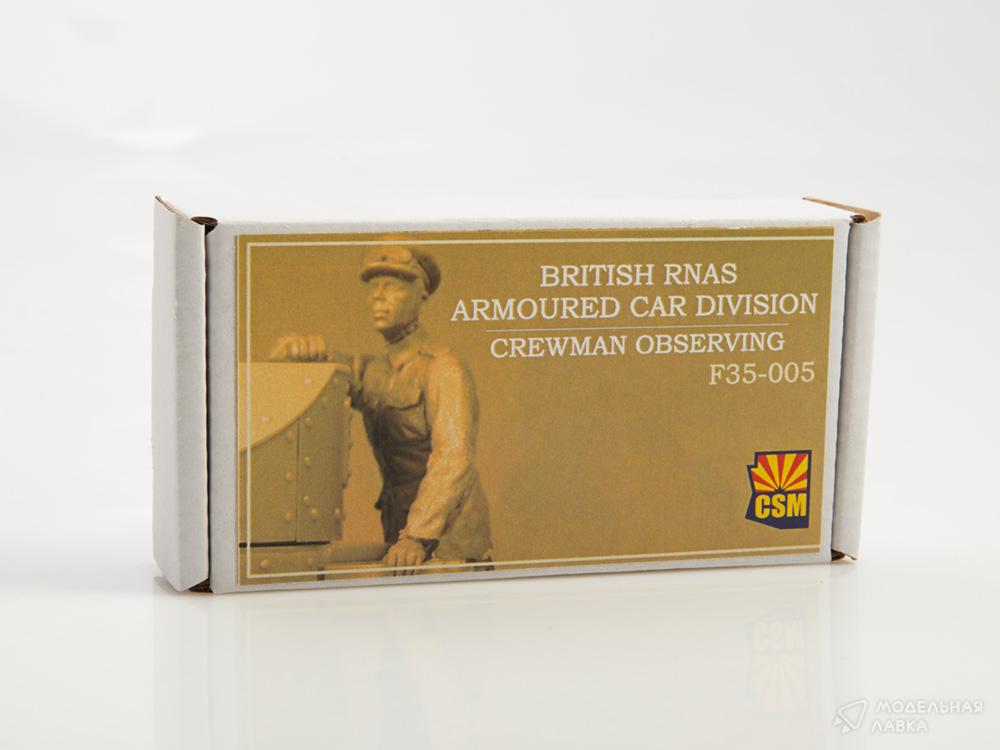 BRITISH RNAS
ARMOURED CAR DIVISION
CREWMAN OBSERVING
F35-005
CSM
МОДЕЛЬНАЯ
ЛАВКА